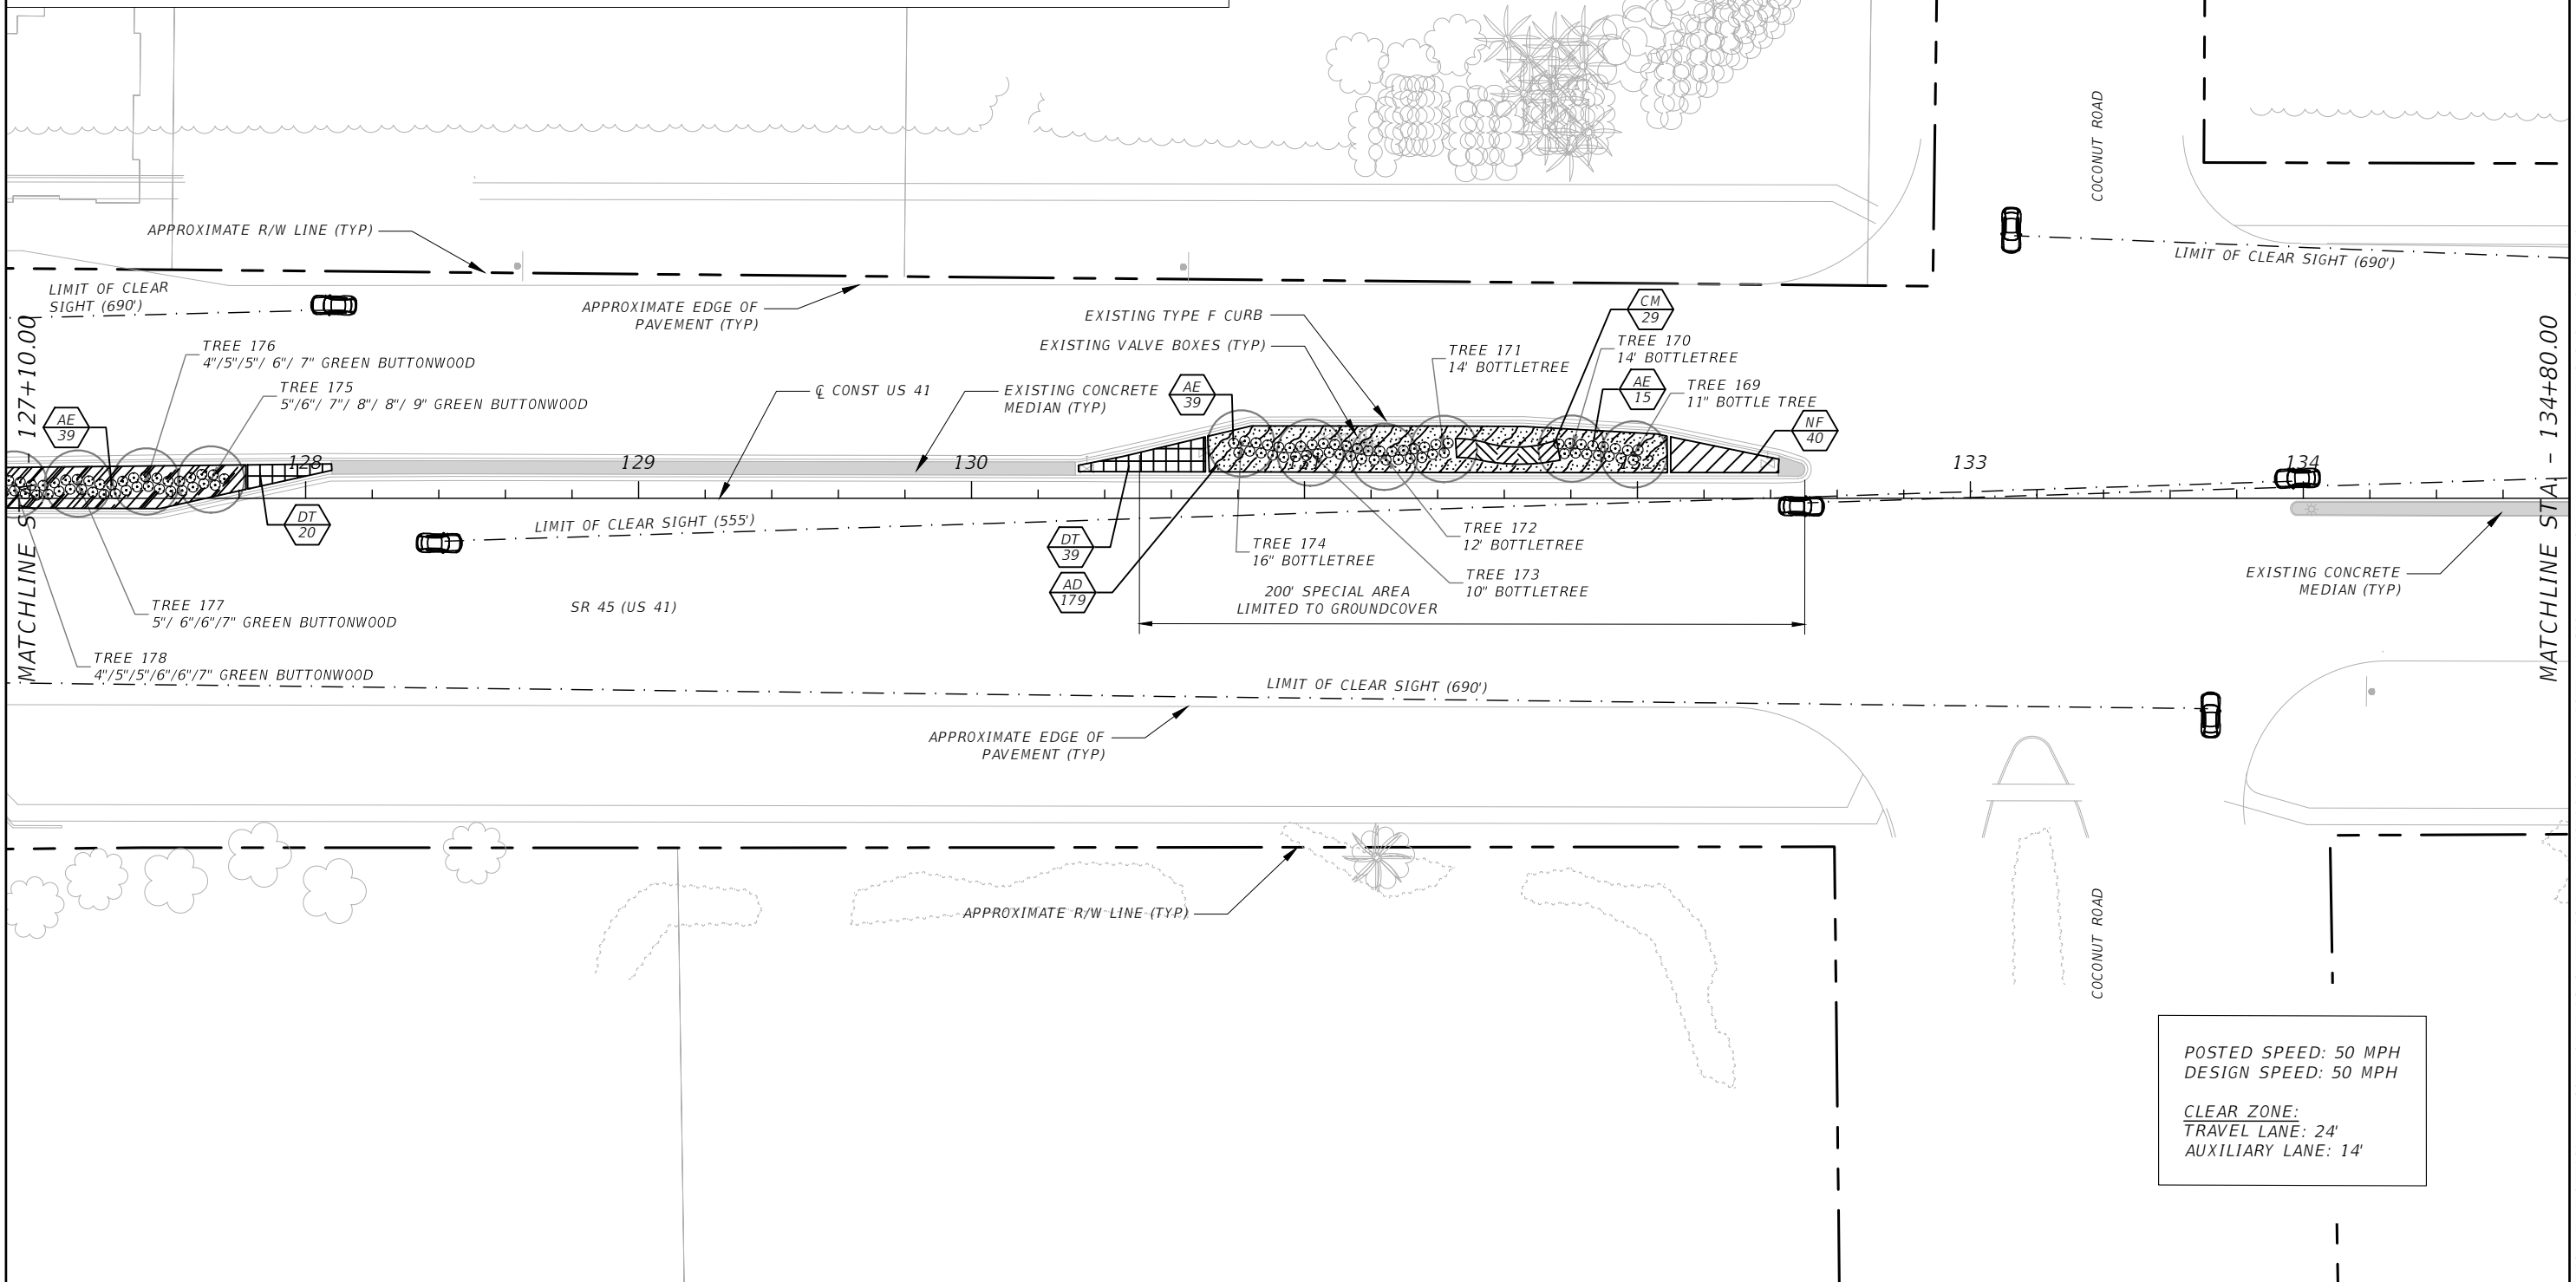 COCONUT ROAD
APPROXIMATE R/W LINE (TYP)
LIMIT OF CLEAR SIGHT (690')
LIMIT OF CLEAR
SIGHT (690')
APPROXIMATE EDGE OF
PAVEMENT (TYP)
EXISTING TYPE F CURB
EXISTING VALVE BOXES (TYP)
CM
29
TREE 170
14' BOTTLETREE
TREE 171
14' BOTTLETREE
TREE 176
4"/5"/5"/ 6"/ 7" GREEN BUTTONWOOD
TREE 175
5"/6"/ 7"/ 8"/ 8"/ 9" GREEN BUTTONWOOD
℄ CONST US 41
EXISTING CONCRETE
MEDIAN (TYP)
AE
39
AE
15
TREE 169
11" BOTTLE TREE
NF
40
AE
39
MATCHLINE STA. - 127+10.00
MATCHLINE STA. - 134+80.00
128
129
130
131
132
133
134
DT
20
LIMIT OF CLEAR SIGHT (555')
DT
39
AD
179
TREE 174
16" BOTTLETREE
TREE 172
12' BOTTLETREE
TREE 173
10" BOTTLETREE
200' SPECIAL AREA
LIMITED TO GROUNDCOVER
EXISTING CONCRETE
MEDIAN (TYP)
TREE 177
5"/ 6"/6"/7" GREEN BUTTONWOOD
SR 45 (US 41)
TREE 178
4"/5"/5"/6"/6"/7" GREEN BUTTONWOOD
LIMIT OF CLEAR SIGHT (690')
APPROXIMATE EDGE OF
PAVEMENT (TYP)
APPROXIMATE R/W LINE (TYP)
COCONUT ROAD
POSTED SPEED: 50 MPH
DESIGN SPEED: 50 MPH
CLEAR ZONE:
TRAVEL LANE: 24'
AUXILIARY LANE: 14'